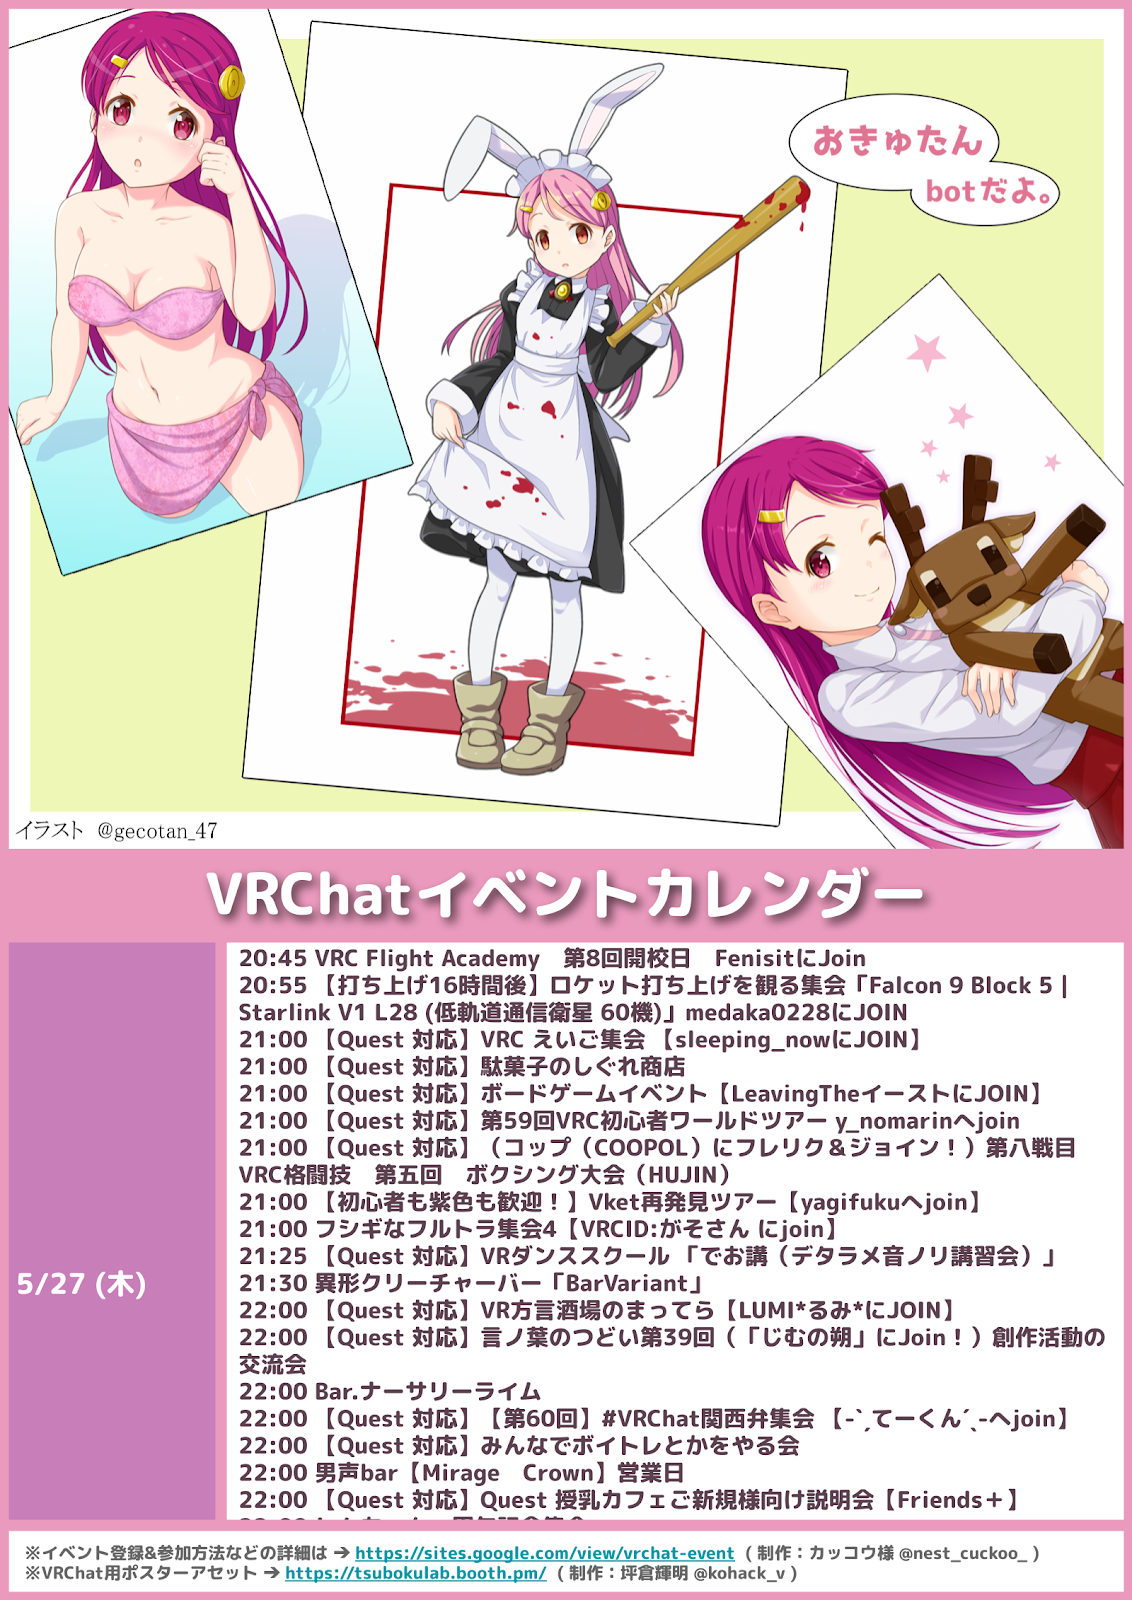 おきゅたん
botだよ。
イラスト @gecotan_47
VRChatイベントカレンダー
5/27 (木)
20:45 VRC Flight Academy　第8回開校日　FenisitにJoin
20:55 【打ち上げ16時間後】ロケット打ち上げを観る集会「Falcon 9 Block 5 |
Starlink V1 L28 (低軌道通信衛星 60機)」medaka0228にJOIN
21:00 【Quest 対応】VRC えいご集会 【sleeping_nowにJOIN】
21:00 【Quest 対応】駄菓子のしぐれ商店
21:00 【Quest 対応】ボードゲームイベント【LeavingTheイーストにJOIN】
21:00 【Quest 対応】第59回VRC初心者ワールドツアー y_nomarinへjoin
21:00 【Quest 対応】（コップ（COOPOL）にフレリク＆ジョイン！）第八戦目
VRC格闘技　第五回　ボクシング大会（HUJIN）
21:00 【初心者も紫色も歓迎！】Vket再発見ツアー【yagifukuへjoin】
21:00 フシギなフルトラ集会4【VRCID:がそさん にjoin】
21:25 【Quest 対応】VRダンススクール 「でお講（デタラメ音ノリ講習会）」
21:30 異形クリーチャーバー「BarVariant」
22:00 【Quest 対応】VR方言酒場のまってら【LUMI*るみ*にJOIN】
22:00 【Quest 対応】言ノ葉のつどい第39回（「じむの朔」にJoin！）創作活動の
交流会
22:00 Bar.ナーサリーライム
22:00 【Quest 対応】【第60回】#VRChat関西弁集会 【-`ˏてーくん´ˎ-へjoin】
22:00 【Quest 対応】みんなでボイトレとかをやる会
22:00 男声bar【Mirage　Crown】営業日
22:00 【Quest 対応】Quest 授乳カフェご新規様向け説明会【Friends＋】
※イベント登録&参加方法などの詳細は → https://sites.google.com/view/vrchat-event （制作：カッコウ様 @nest_cuckoo_）
※VRChat用ポスターアセット → https://tsubokulab.booth.pm/ （制作：坪倉輝明 @kohack_v）